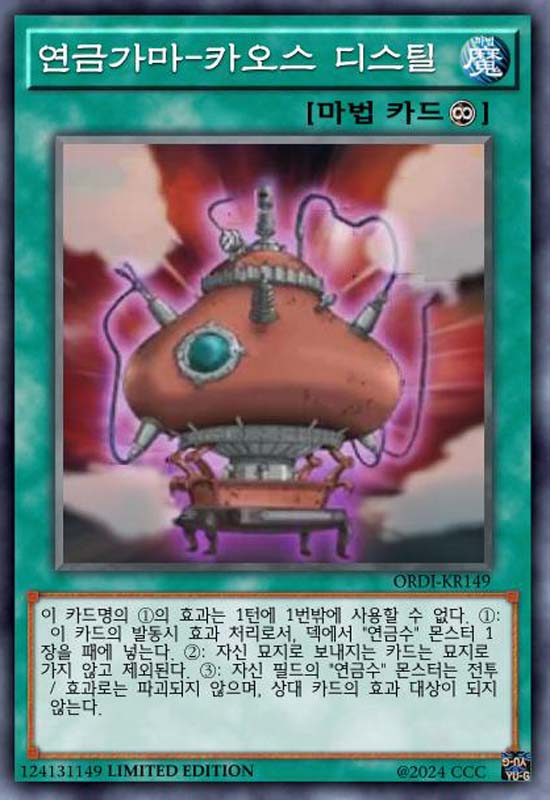 연금가마-카오스 디스틸
마법
魔
[마법 카드♾]
ORDI-KR149
이 카드명의 ①의 효과는 1턴에 1번밖에 사용할 수 없다. ①:
이 카드의 발동시 효과 처리로서, 덱에서 "연금수" 몬스터 1
장을 패에 넣는다. ②: 자신 묘지로 보내지는 카드는 묘지로
가지 않고 제외된다. ③: 자신 필드의 "연금수" 몬스터는 전투
/ 효과로는 파괴되지 않으며, 상대 카드의 효과 대상이 되지
않는다.
124131149 LIMITED EDITION
@2024 CCC